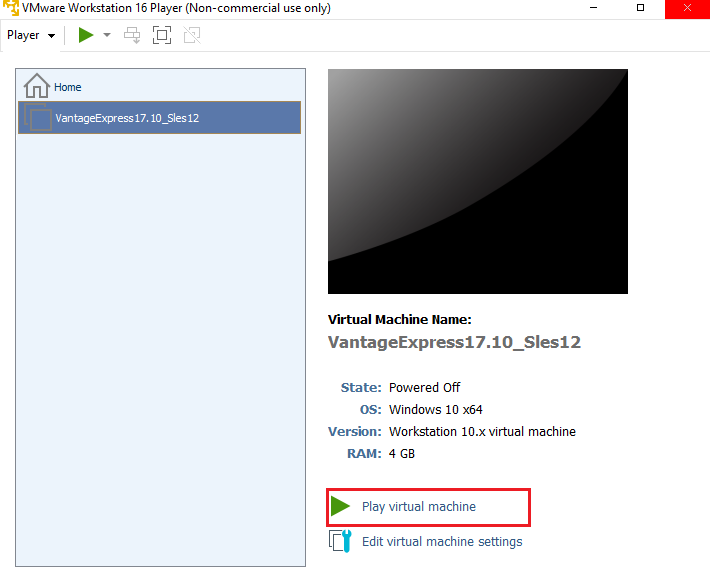 VMware Workstation 16 Player (Non-commercial use only)
Player
Home
VantageExpress17.10_Sles12
Virtual Machine Name:
VantageExpress17.10_Sles12
State: Powered Off
OS: Windows 10 x64
Version: Workstation 10.x virtual machine
RAM: 4 GB
Play virtual machine
Edit virtual machine settings